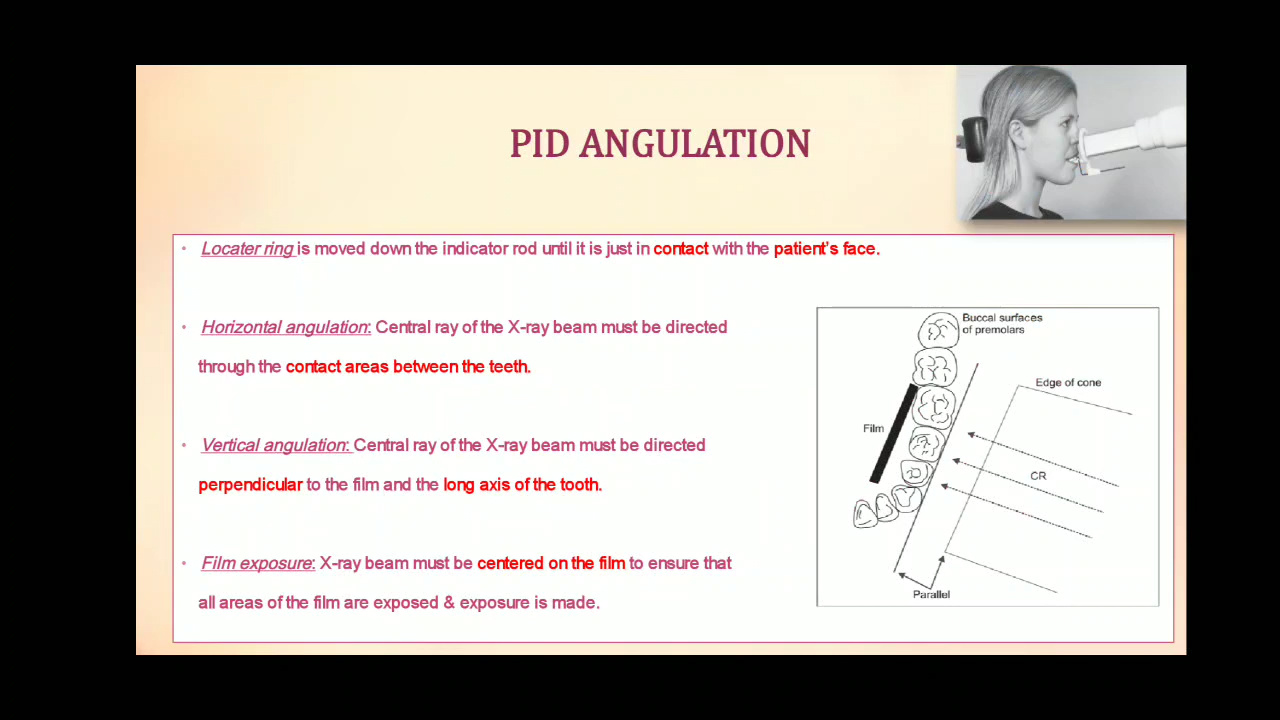 PID ANGULATION
• Locater ring is moved down the indicator rod until it is just in contact with the patient's face.
• Horizontal angulation: Central ray of the X-ray beam must be directed
through the contact areas between the teeth.
• Vertical angulation: Central ray of the X-ray beam must be directed
perpendicular to the film and the long axis of the tooth.
• Film exposure: X-ray beam must be centered on the film to ensure that
all areas of the film are exposed & exposure is made.
Buccal surfaces
of premolars
Edge of cone
Film
CR
Parallel